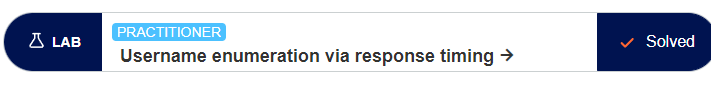 LAB
PRACTITIONER
Username enumeration via response timing →
Solved